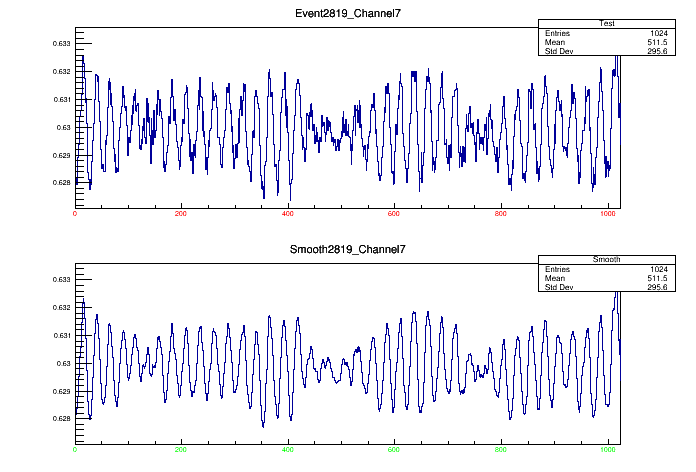 Event2819_Channel7
Test
Entries 1024
Mean 511.5
Std Dev 295.6
0.633
0.632
0.631
0.63
0.629
0.628
0 200 400 600 800 1000
Smooth2819_Channel7
Smooth
Entries 1024
Mean 511.5
Std Dev 295.6
0.633
0.632
0.631
0.63
0.629
0.628
0 200 400 600 800 1000